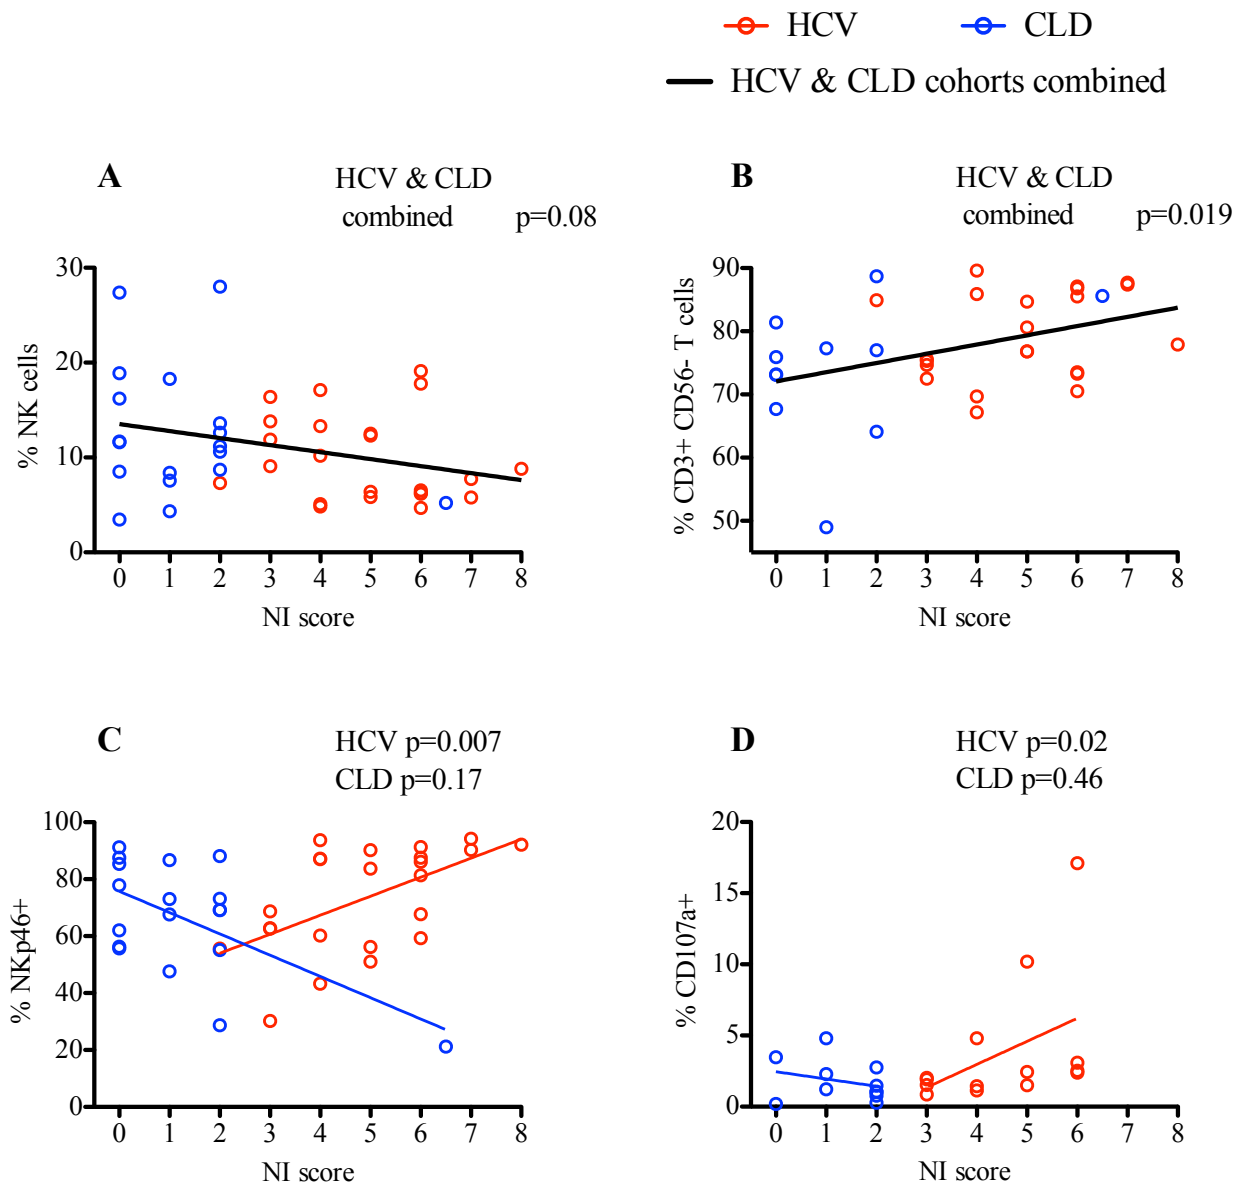 HCV CLD
HCV & CLD cohorts combined
A
HCV & CLD
combined p=0.08
% NK cells
30
20
10
0
0 1 2 3 4 5 6 7 8
NI score
B
HCV & CLD
combined p=0.019
% CD3+ CD56- T cells
90
80
70
60
50
0 1 2 3 4 5 6 7 8
NI score
C
HCV p=0.007
CLD p=0.17
% NKp46+
100
80
60
40
20
0
0 1 2 3 4 5 6 7 8
NI score
D
HCV p=0.02
CLD p=0.46
% CD107a+
20
15
10
5
0
0 1 2 3 4 5 6 7 8
NI score